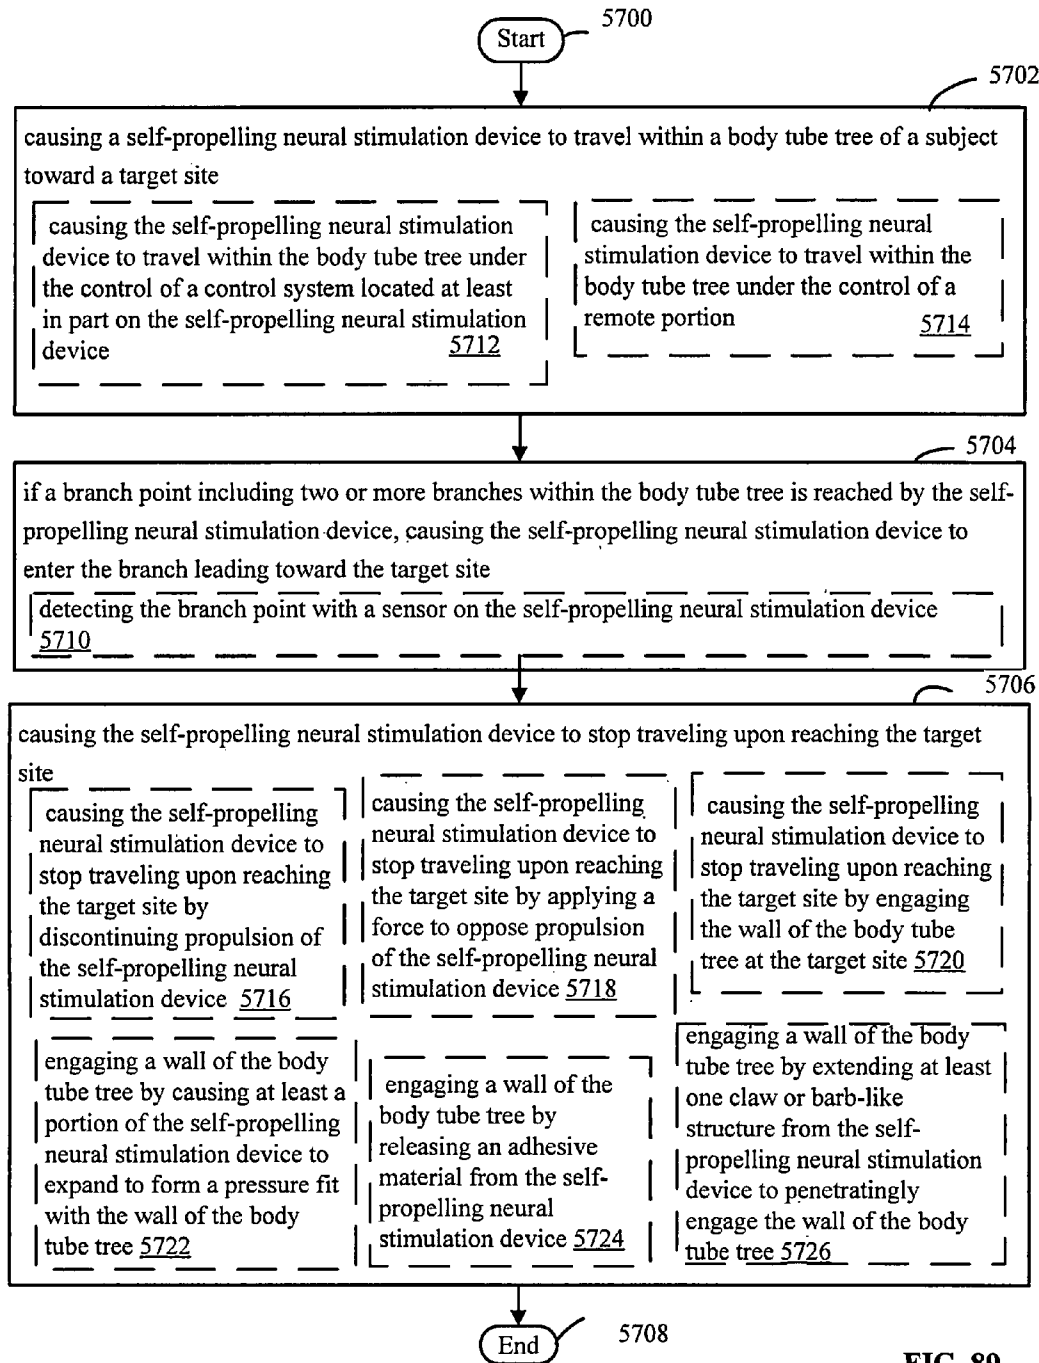 5700
Start
5702
causing a self-propelling neural stimulation device to travel within a body tube tree of a subject
toward a target site
causing the self-propelling neural stimulation
device to travel within the body tube tree under
the control of a control system located at least
in part on the self-propelling neural stimulation
device 5712
causing the self-propelling neural
stimulation device to travel within the
body tube tree under the control of a
remote portion 5714
5704
if a branch point including two or more branches within the body tube tree is reached by the self-
propelling neural stimulation device, causing the self-propelling neural stimulation device to
enter the branch leading toward the target site
detecting the branch point with a sensor on the self-propelling neural stimulation device
5710
5706
causing the self-propelling neural stimulation device to stop traveling upon reaching the target
site
causing the self-propelling
neural stimulation device to
stop traveling upon reaching
the target site by
discontinuing propulsion of
the self-propelling neural
stimulation device 5716
causing the self-propelling
neural stimulation device to
stop traveling upon reaching
the target site by applying a
force to oppose propulsion
of the self-propelling neural
stimulation device 5718
causing the self-propelling
neural stimulation device to
stop traveling upon reaching
the target site by engaging
the wall of the body tube
tree at the target site 5720
engaging a wall of the body
tube tree by causing at least a
portion of the self-propelling
neural stimulation device to
expand to form a pressure fit
with the wall of the body
tube tree 5722
engaging a wall of the
body tube tree by
releasing an adhesive
material from the self-
propelling neural
stimulation device 5724
engaging a wall of the body
tube tree by extending at least
one claw or barb-like
structure from the self-
propelling neural stimulation
device to penetratingly
engage the wall of the body
tube tree 5726
End
5708